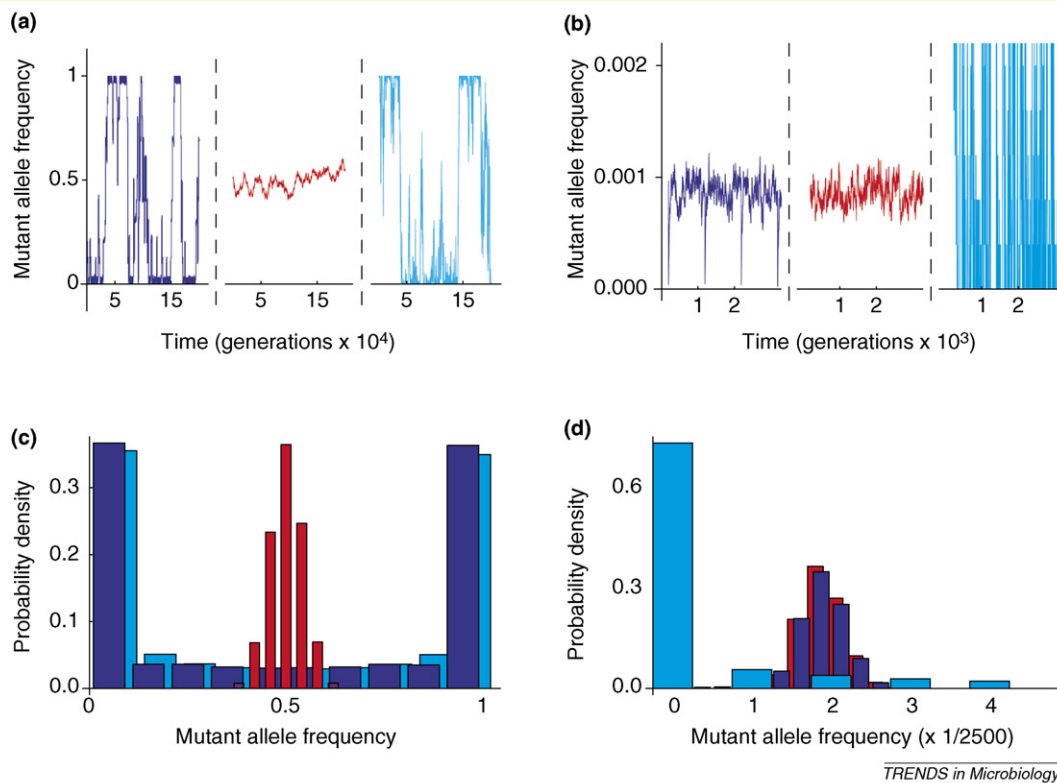 (a)
Mutant allele frequency
1
0.5
0
5 15 5 15 5 15
Time (generations x 10⁴)
(b)
Mutant allele frequency
0.002
0.001
0.000
1 2 1 2 1 2
Time (generations x 10³)
(c)
Probability density
0.3
0.2
0.1
0.0
0 0.5 1
Mutant allele frequency
(d)
Probability density
0.6
0.3
0.0
0 1 2 3 4
Mutant allele frequency (x 1/2500)
TRENDS in Microbiology